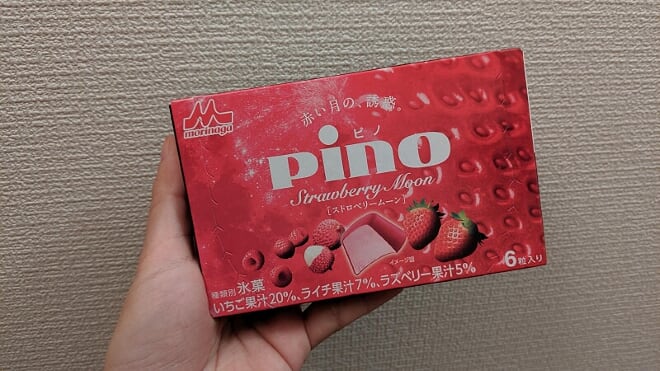 morinaga
赤い月の、誘惑。
ピノ
pino
Strawberry Moon
[ストロベリームーン]
イメージ図
6粒入り
種類別 氷菓
いちご果汁20%、ライチ果汁7%、ラズベリー果汁5%